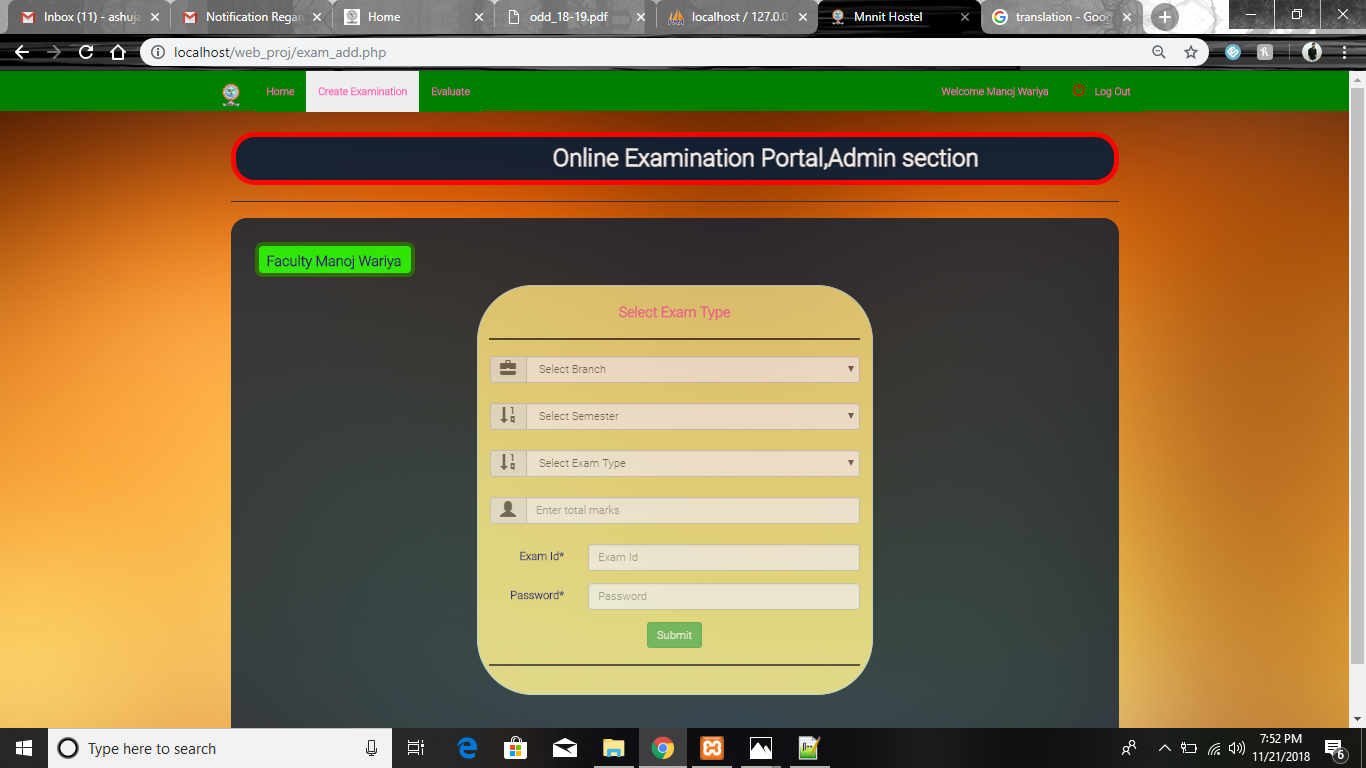 Inbox (11) - ashuja
Notification Regar
Home
odd_18-19.pdf
localhost / 127.0.0
Mnnit Hostel
translation - Goog
localhost/web_proj/exam_add.php
Home
Create Examination
Evaluate
Welcome Manoj Wariya
Log Out
Online Examination Portal,Admin section
Faculty Manoj Wariya
Select Exam Type
Select Branch
Select Semester
Select Exam Type
Enter total marks
Exam Id*
Exam Id
Password*
Password
Submit
Type here to search
7:52 PM
11/21/2018
6